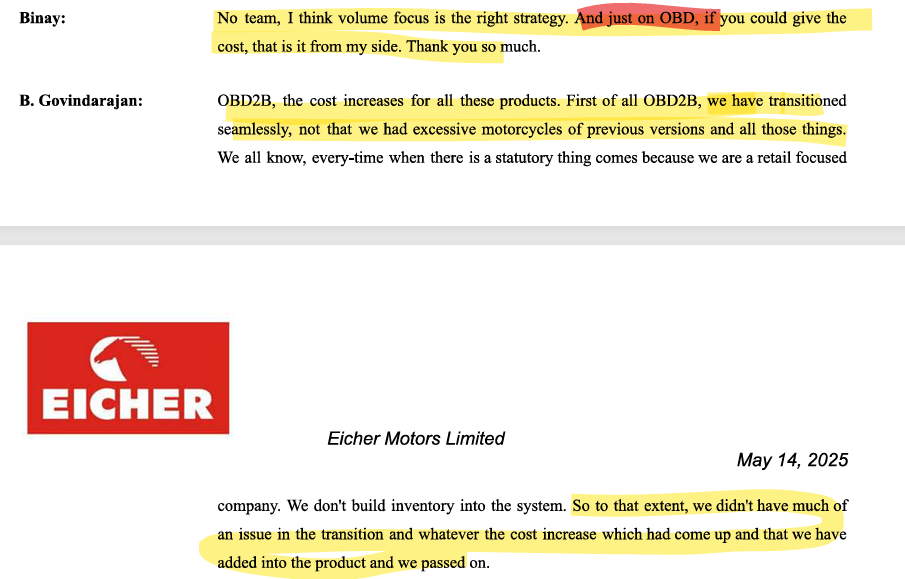 Binay: No team, I think volume focus is the right strategy. And just on OBD, if you could give the
cost, that is it from my side. Thank you so much.
B. Govindarajan: OBD2B, the cost increases for all these products. First of all OBD2B, we have transitioned
seamlessly, not that we had excessive motorcycles of previous versions and all those things.
We all know, every-time when there is a statutory thing comes because we are a retail focused
EICHER
Eicher Motors Limited
May 14, 2025
company. We don't build inventory into the system. So to that extent, we didn't have much of
an issue in the transition and whatever the cost increase which had come up and that we have
added into the product and we passed on.